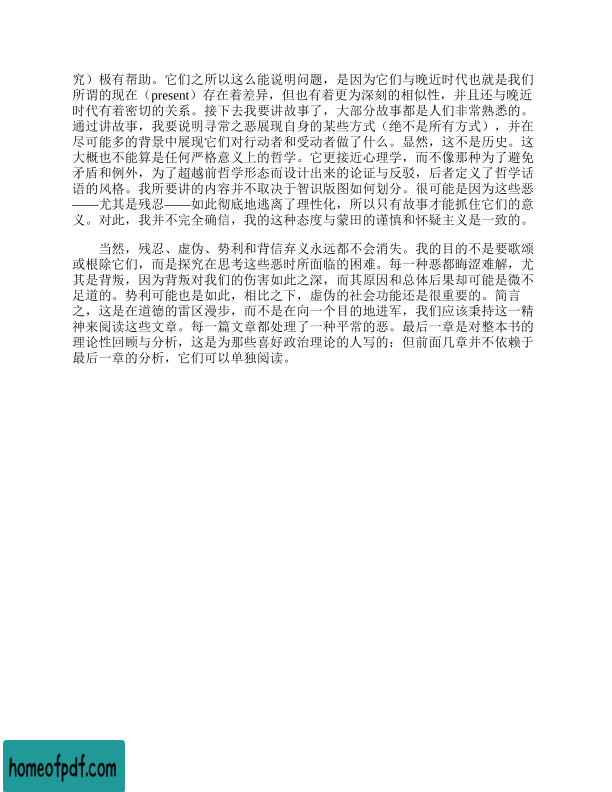 究）极有帮助。它们之所以这么能说明问题，是因为它们与晚近时代也就是我们
所谓的现在（present）存在着差异，但也有着更为深刻的相似性，并且还与晚近
时代有着密切的关系。接下去我要讲故事了，大部分故事都是人们非常熟悉的。
通过讲故事，我要说明寻常之恶展现自身的某些方式（绝不是所有方式），并在
尽可能多的背景中展现它们对行动者和受动者做了什么。显然，这不是历史。这
大概也不能算是任何严格意义上的哲学。它更接近心理学，而不像那种为了避免
矛盾和例外，为了超越前哲学形态而设计出来的论证与反驳，后者定义了哲学话
语的风格。我所要讲的内容并不取决于智识版图如何划分。很可能是因为这些恶
——尤其是残忍——如此彻底地逃离了理性化，所以只有故事才能抓住它们的意
义。对此，我并不完全确信，我的这种态度与蒙田的谨慎和怀疑主义是一致的。
当然，残忍、虚伪、势利和背信弃义永远都不会消失。我的目的不是要歌颂
或根除它们，而是探究在思考这些恶时所面临的困难。每一种恶都晦涩难解，尤
其是背叛，因为背叛对我们的伤害如此之深，而其原因和总体后果却可能是微不
足道的。势利可能也是如此，相比之下，虚伪的社会功能还是很重要的。简言
之，这是在道德的雷区漫步，而不是在向一个目的地进军，我们应该秉持这一精
神来阅读这些文章。每一篇文章都处理了一种平常的恶。最后一章是对整本书的
理论性回顾与分析，这是为那些喜好政治理论的人写的；但前面几章并不依赖于
最后一章的分析，它们可以单独阅读。
homeofpdf.com